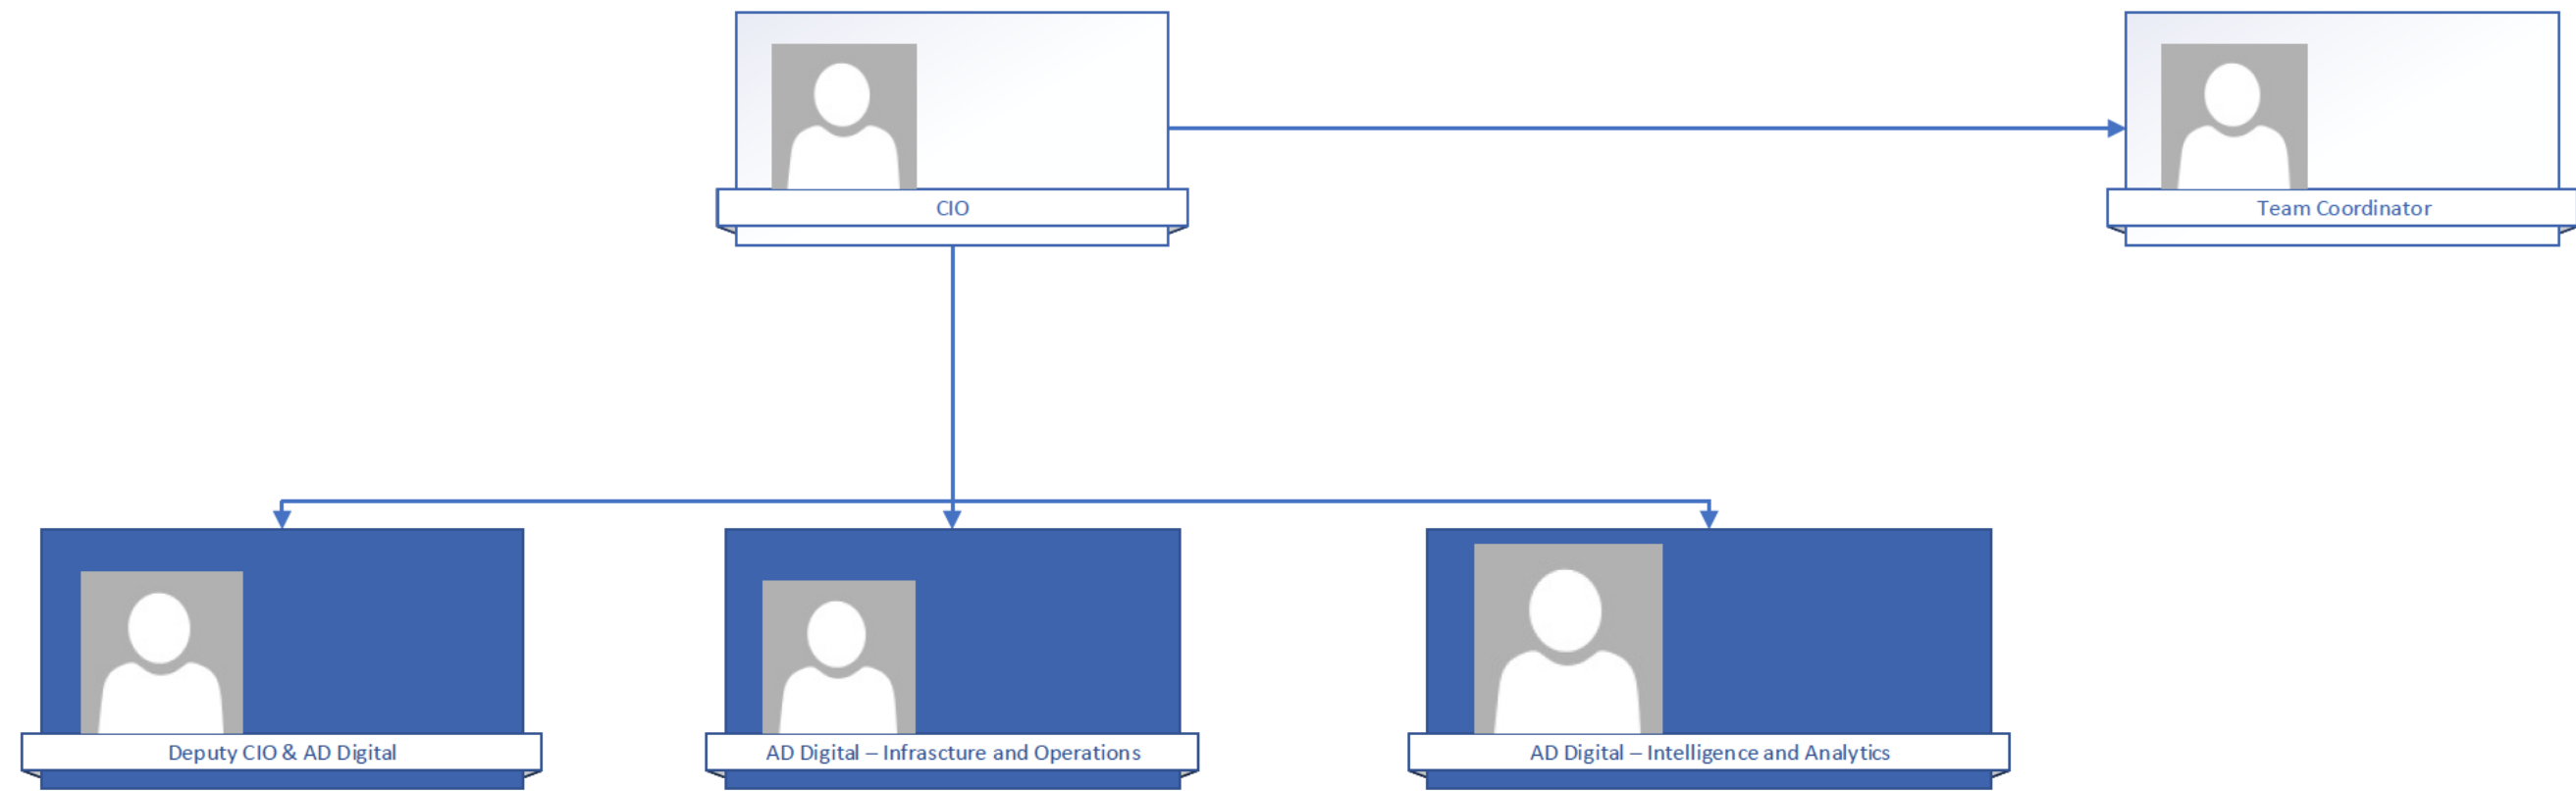 CIO
Team Coordinator
Deputy CIO & AD Digital
AD Digital – Infrascture and Operations
AD Digital – Intelligence and Analytics